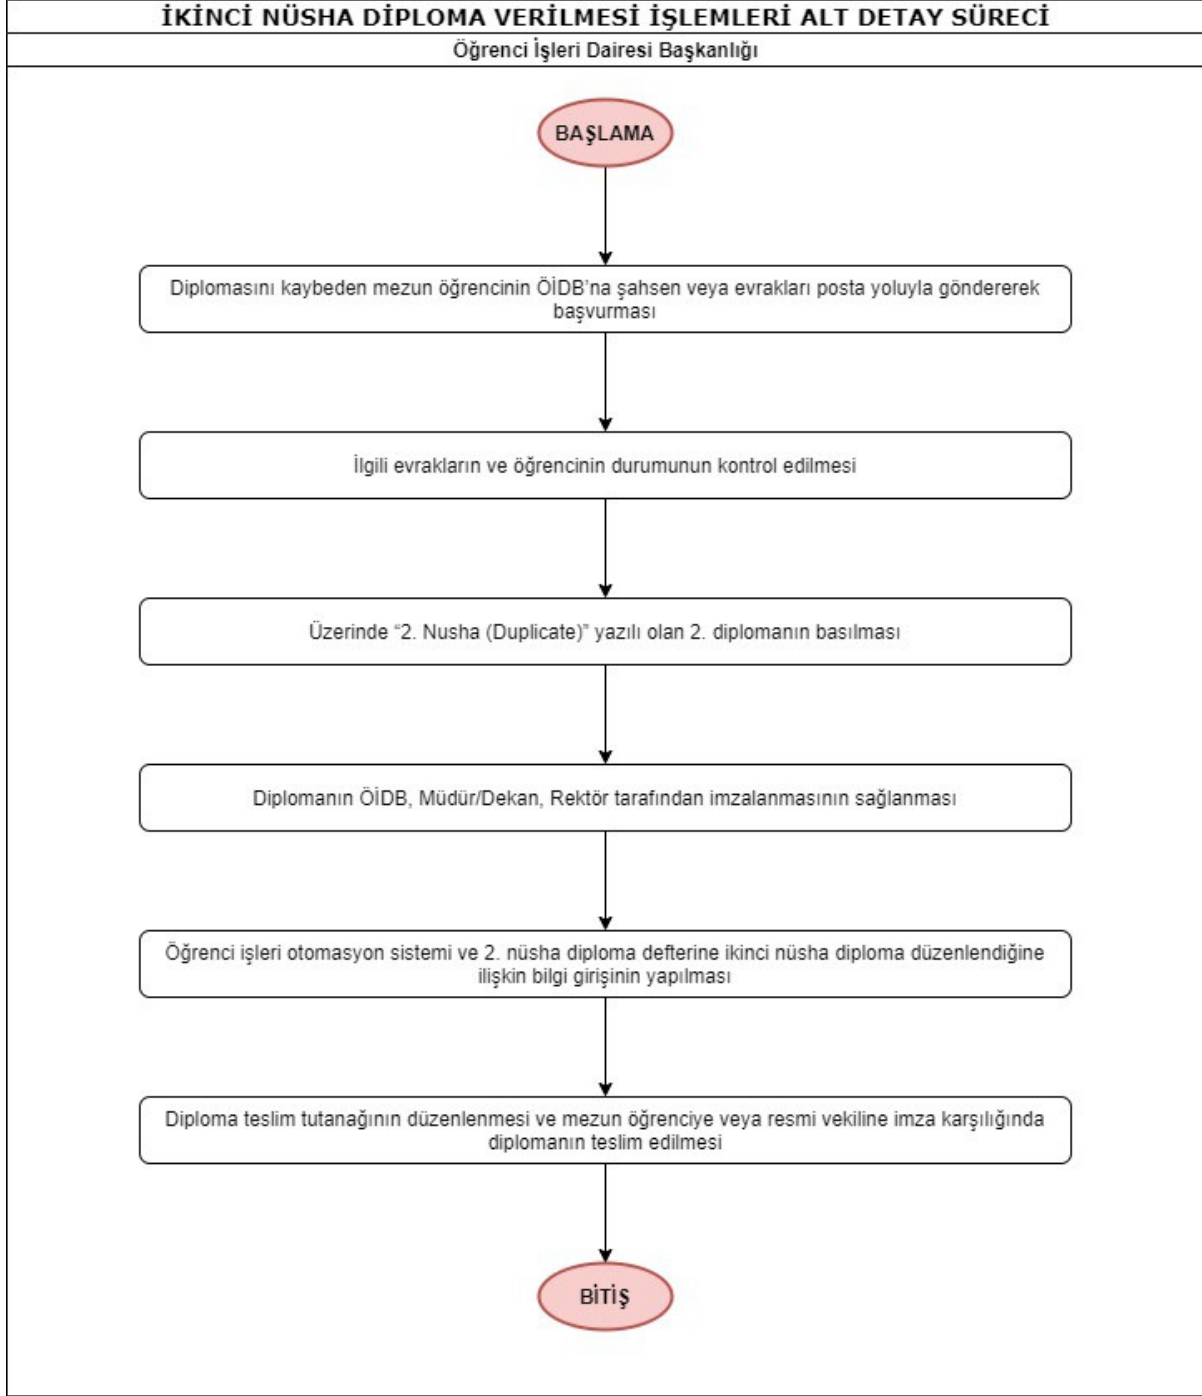 İKİNCİ NÜSHA DİPLOMA VERİLMESİ İŞLEMLERİ ALT DETAY SÜRECİ
Öğrenci İşleri Dairesi Başkanlığı
BAŞLAMA
Diplomasını kaybeden mezun öğrencinin ÖİDB'na şahsen veya evrakları posta yoluyla göndererek
başvurması
İlgili evrakların ve öğrencinin durumunun kontrol edilmesi
Üzerinde “2. Nusha (Duplicate)” yazılı olan 2. diplomanın basılması
Diplomanın ÖİDB, Müdür/Dekan, Rektör tarafından imzalanmasının sağlanması
Öğrenci işleri otomasyon sistemi ve 2. nüsha diploma defterine ikinci nüsha diploma düzenlendiğine
ilişkin bilgi girişinin yapılması
Diploma teslim tutanağının düzenlenmesi ve mezun öğrenciye veya resmi vekiline imza karşılığında
diplomanın teslim edilmesi
BİTİŞ